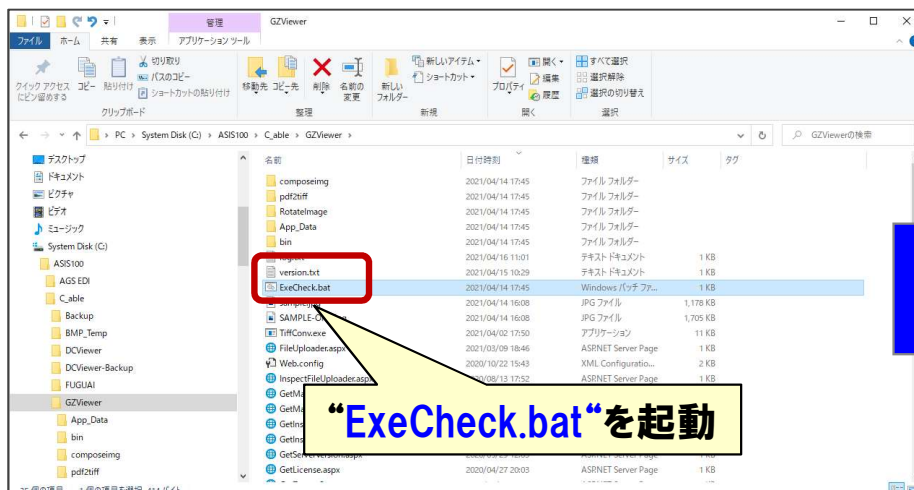 管理
GZViewer
ファイル ホーム 共有 表示 アプリケーション ツール
クイック アクセスにピン留めする
コピー
貼り付け
切り取り
パスのコピー
ショートカットの貼り付け
クリップボード
移動先 コピー先 削除 名前の変更
整理
新しいフォルダー
新しいアイテム
ショートカット
新規
プロパティ
開く
編集
履歴
開く
すべて選択
選択解除
選択の切り替え
選択
PC > System Disk (C:) > ASIS100 > C_able > GZViewer >
GZViewerの検索
デスクトップ
ドキュメント
ピクチャ
ビデオ
ミュージック
System Disk (C:)
ASIS100
AGS EDI
C_able
Backup
BMP_Temp
DCViewer
DCViewer-Backup
FUGUAI
GZViewer
App_Data
bin
composeimg
pdf2tiff
名前 日付時刻 種類 サイズ タグ
composeimg 2021/04/14 17:45 ファイル フォルダー
pdf2tiff 2021/04/14 17:45 ファイル フォルダー
RotateImage 2021/04/14 17:45 ファイル フォルダー
App_Data 2021/04/14 17:45 ファイル フォルダー
bin 2021/04/14 17:45 ファイル フォルダー
2021/04/16 11:01 テキスト ドキュメント 1 KB
version.txt 2021/04/15 10:29 テキスト ドキュメント 1 KB
ExeCheck.bat 2021/04/14 17:45 Windows バッチ ファ... 1 KB
2021/04/14 16:08 JPG ファイル 1,178 KB
2021/04/14 16:08 JPG ファイル 1,705 KB
TiffConv.exe 2021/04/02 17:50 アプリケーション 11 KB
FileUploader.aspx 2021/03/09 18:46 ASP.NET Server Page 1 KB
Web.config 2020/10/22 15:43 XML Configuratio... 2 KB
InspectFileUploader.aspx 2020/08/13 17:52 ASP.NET Server Page 1 KB
GetLicense.aspx 2020/04/27 20:03 ASP.NET Server Page 1 KB
“ExeCheck.bat“を起動